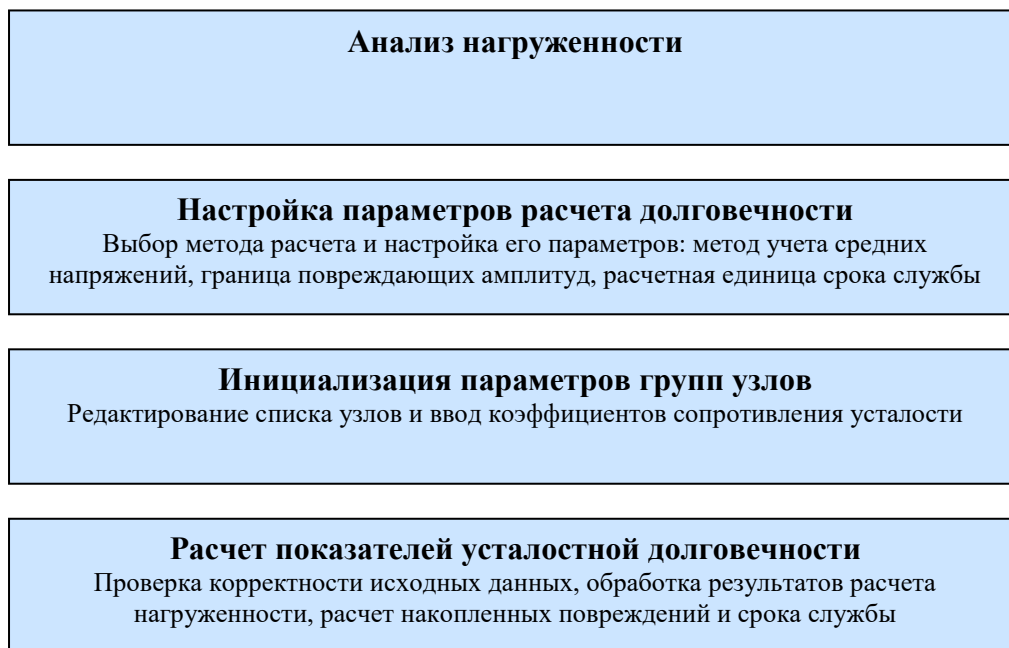 Анализ нагруженности
Настройка параметров расчета долговечности
Выбор метода расчета и настройка его параметров: метод учета средних
напряжений, граница повреждающих амплитуд, расчетная единица срока службы
Инициализация параметров групп узлов
Редактирование списка узлов и ввод коэффициентов сопротивления усталости
Расчет показателей усталостной долговечности
Проверка корректности исходных данных, обработка результатов расчета
нагруженности, расчет накопленных повреждений и срока службы